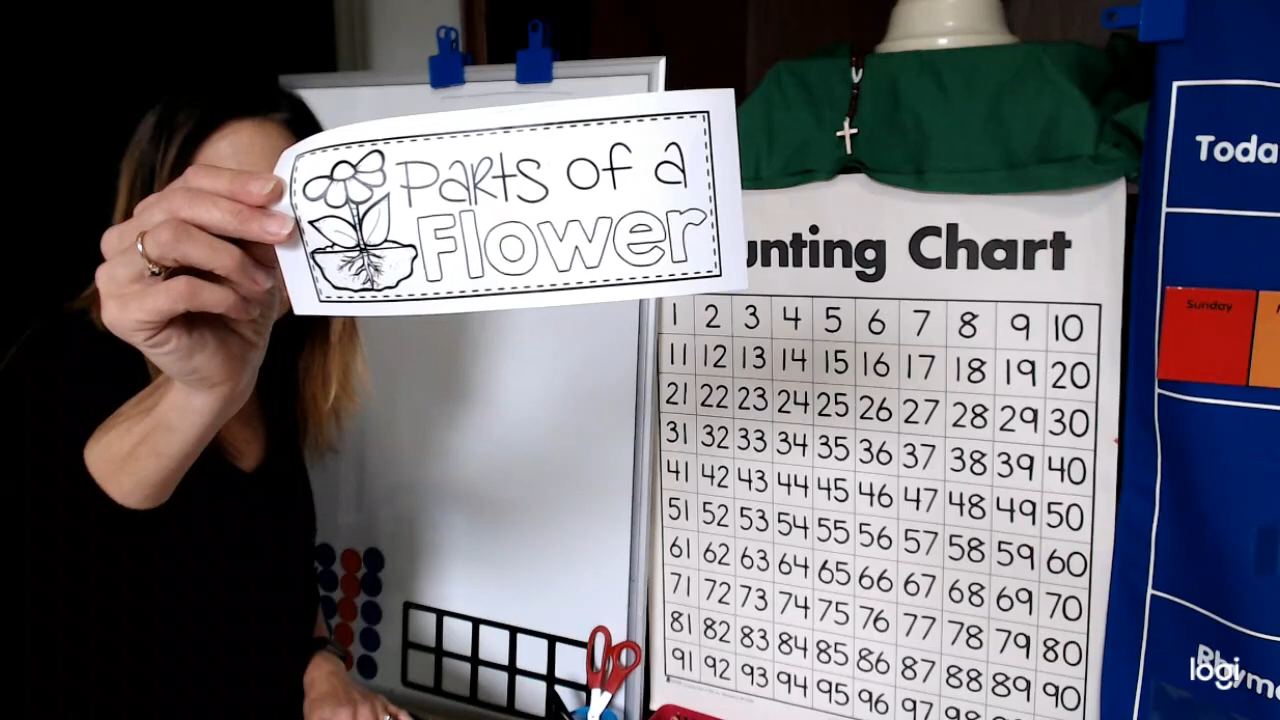 Parts of a
Flower
unting Chart
1 2 3 4 5 6 7 8 9 10
11 12 13 14 15 16 17 18 19 20
21 22 23 24 25 26 27 28 29 30
31 32 33 34 35 36 37 38 39 40
41 42 43 44 45 46 47 48 49 50
51 52 53 54 55 56 57 58 59 60
61 62 63 64 65 66 67 68 69 70
71 72 73 74 75 76 77 78 79 80
81 82 83 84 85 86 87 88 89 90
91 92 93 94 95 96 97 98
Toda
Sunday
logi